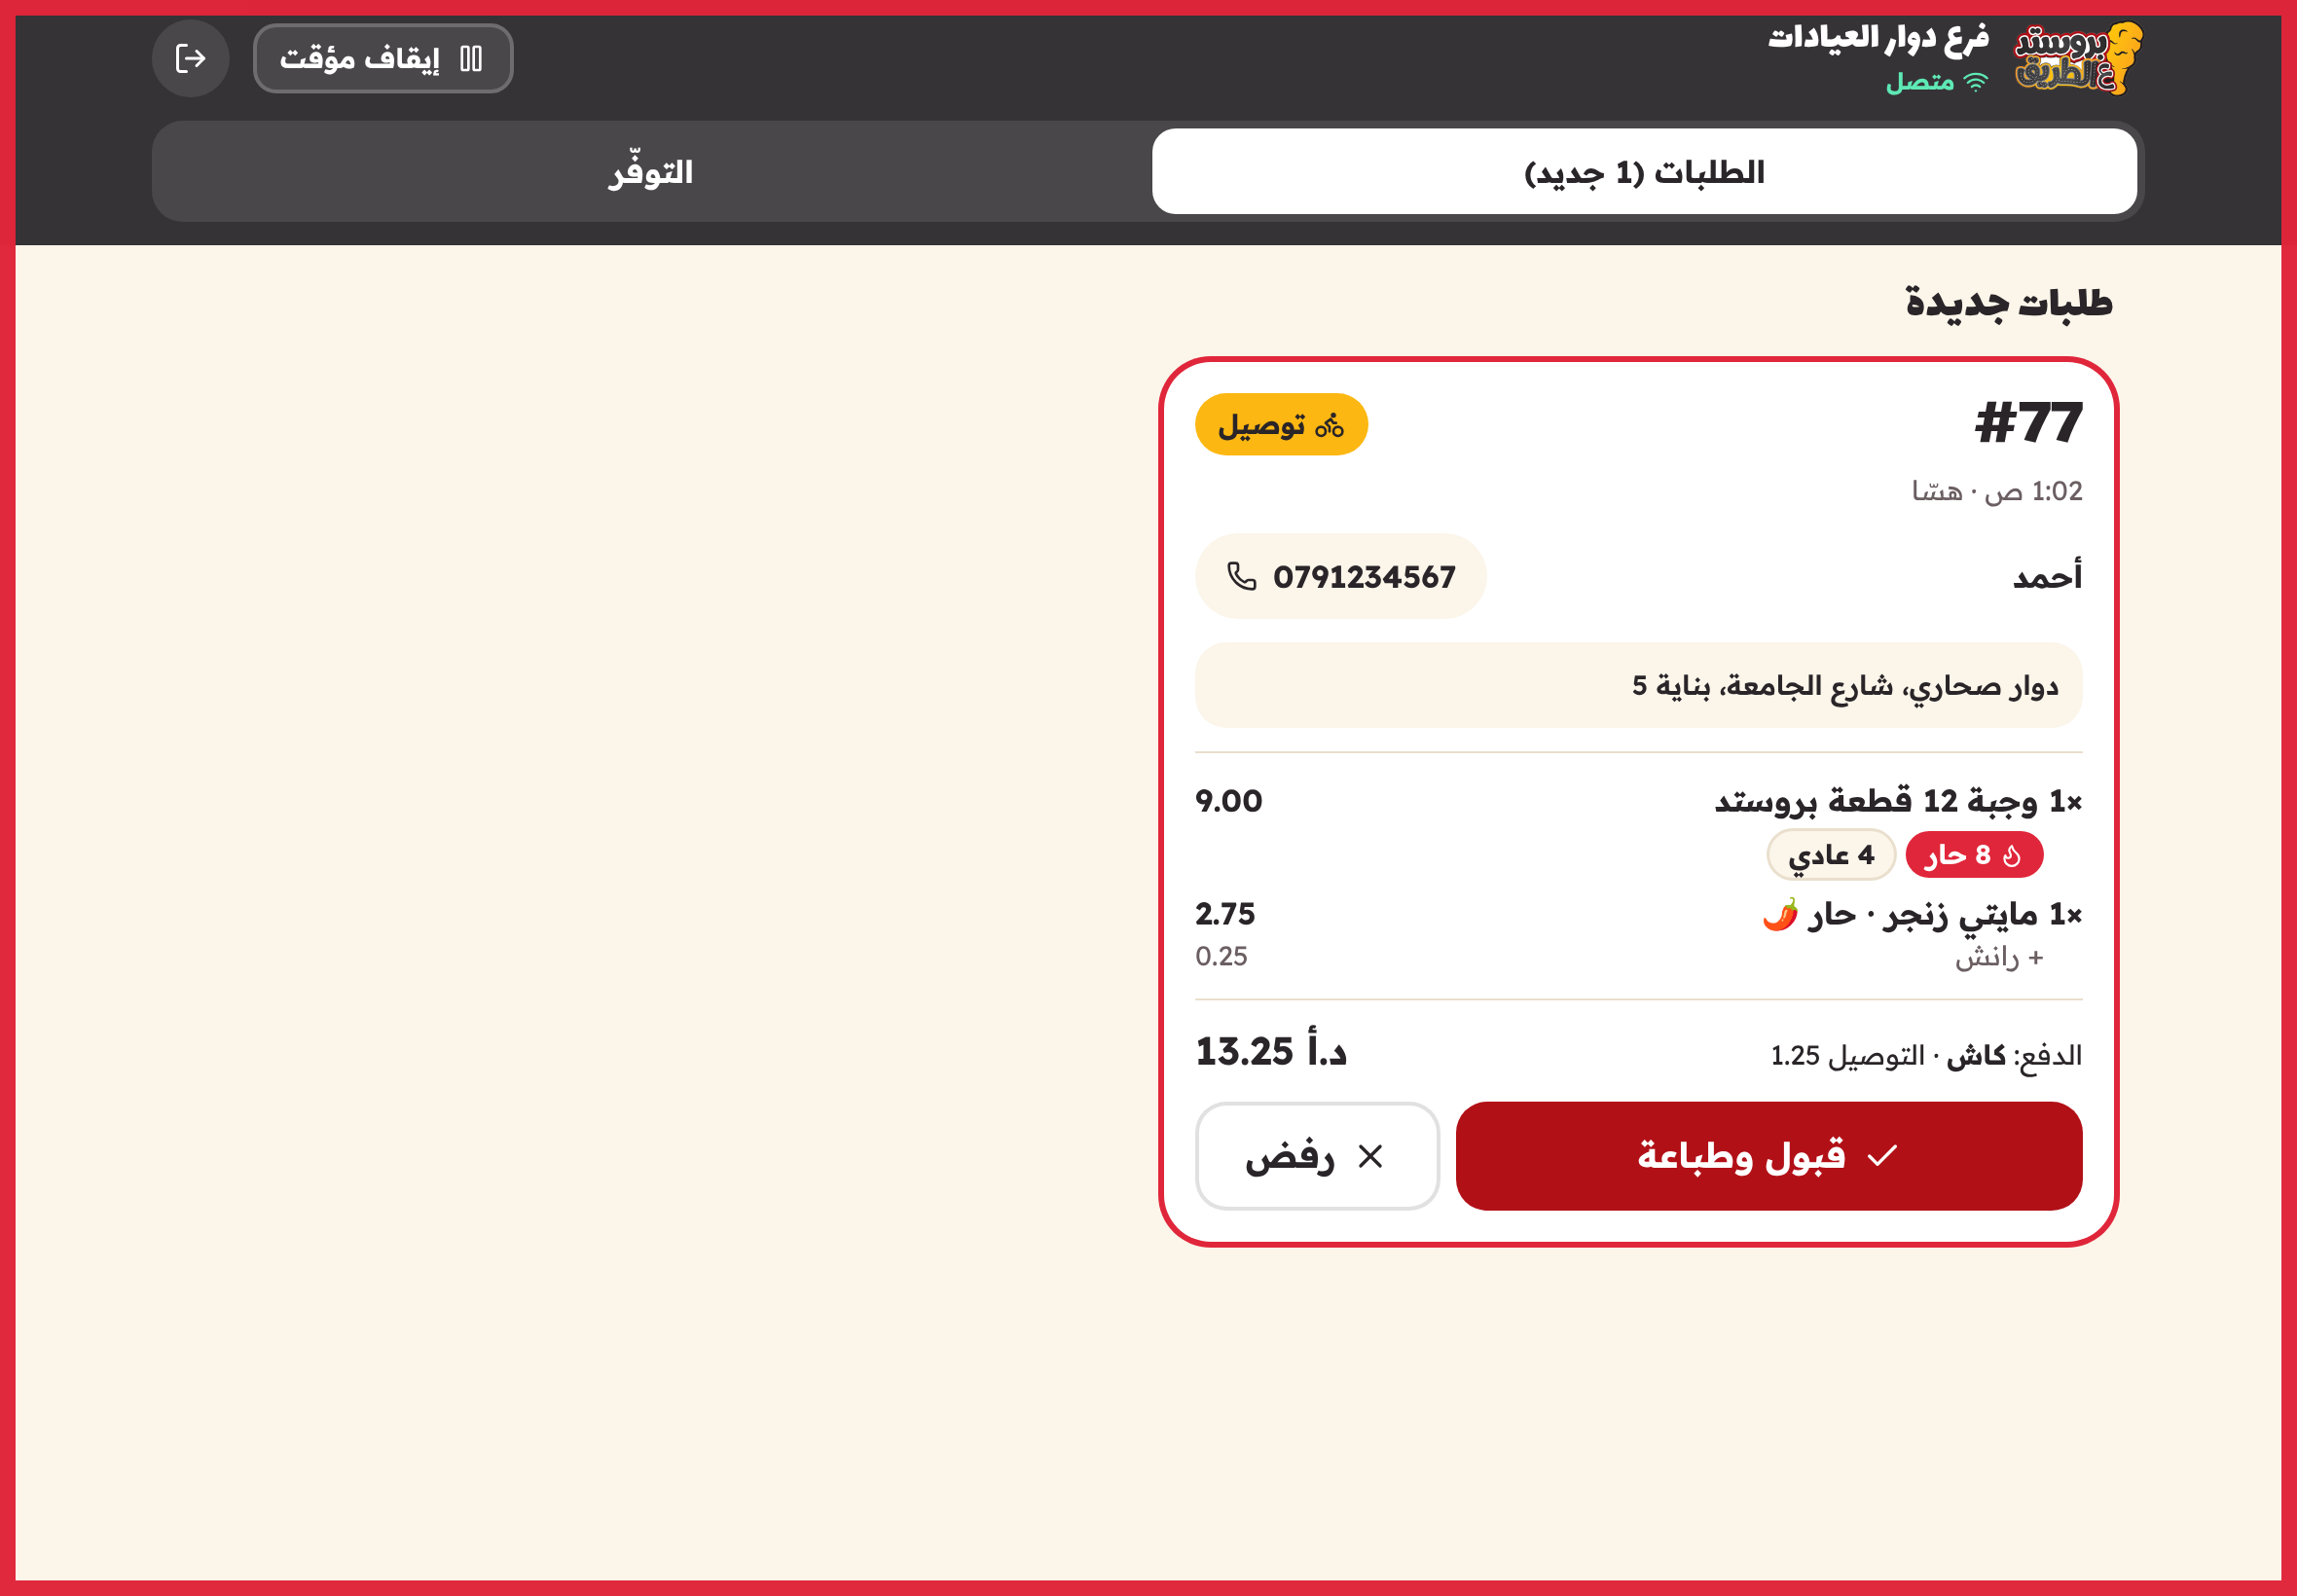 بروستد
ع الطريق
فرع دوار العيادات
متصل
إيقاف مؤقت
الطلبات (1 جديد)
التوفّر
طلبات جديدة
#77
توصيل
1:02 ص · هسّا
أحمد
0791234567
دوار صحاري، شارع الجامعة، بناية 5
1× وجبة 12 قطعة بروستد 9.00
8 حار
4 عادي
1× مايتي زنجر · حار 🌶️ 2.75
+ رانش 0.25
الدفع: كاش · التوصيل 1.25
13.25 د.أ
قبول وطباعة
رفض